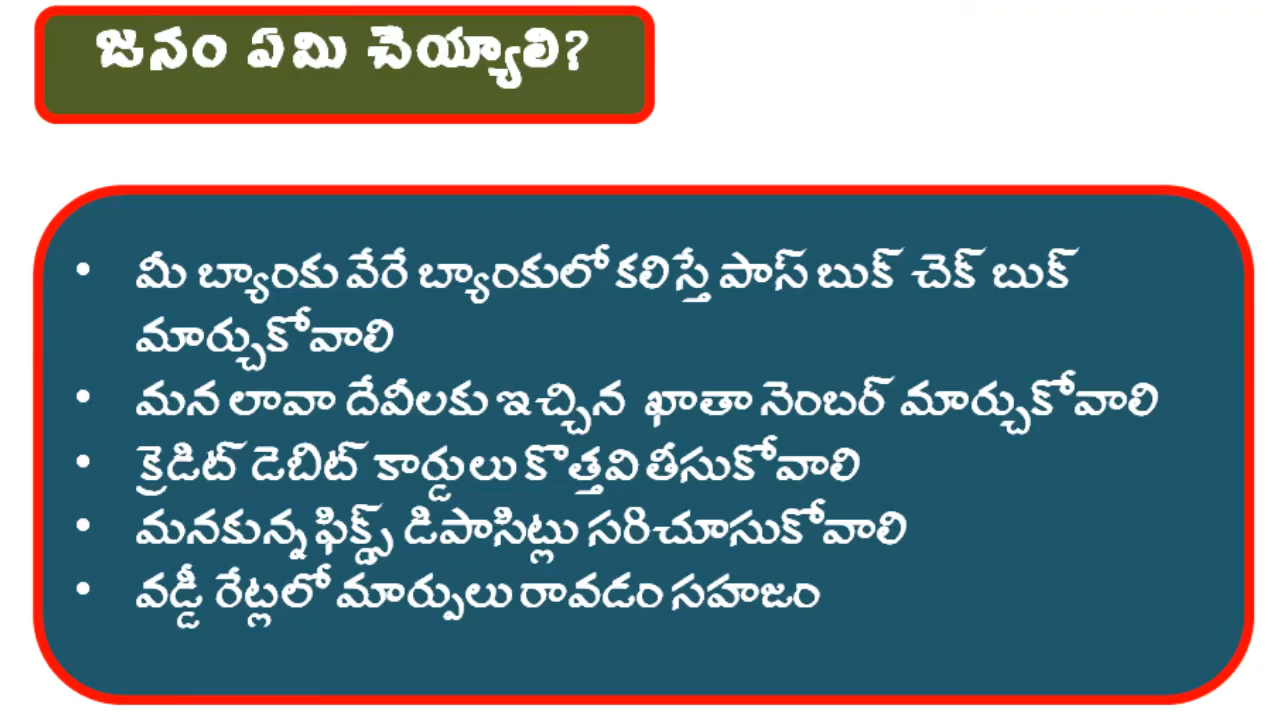 జనం ఏమి చెయ్యాలి?
• మీ బ్యాంకు వేరే బ్యాంకులో కలిస్తే పాస్ బుక్ చెక్ బుక్
మార్చుకోవాలి
• మన లావా దేవీలకు ఇచ్చిన ఖాతా నెంబర్ మార్చుకోవాలి
• క్రెడిట్ డెబిట్ కార్డులు కొత్తవి తీసుకోవాలి
• మనకున్న ఫిక్స్డ్ డిపాసిట్లు సరిచూసుకోవాలి
• వడ్డీ రేట్లలో మార్పులు రావడం సహజం